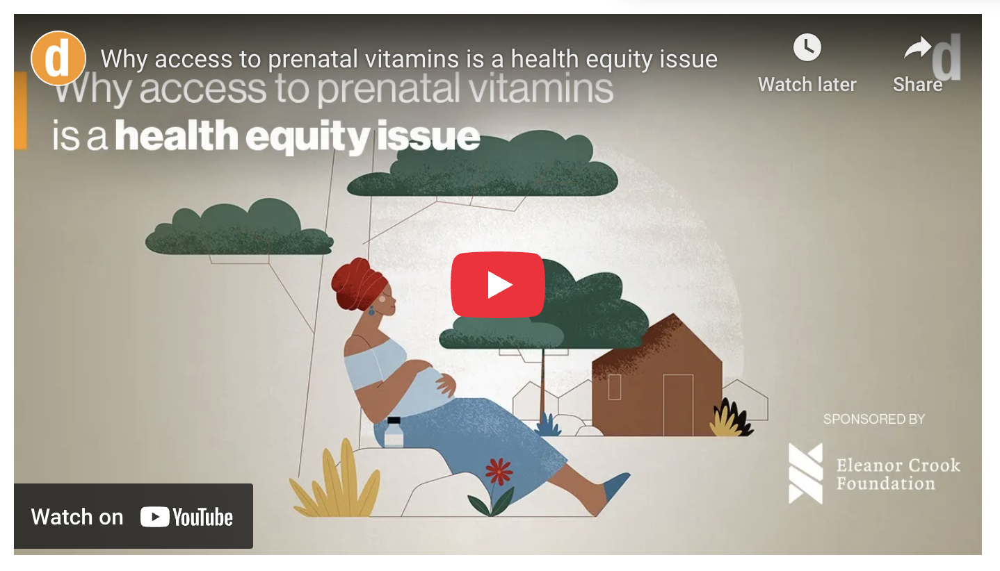 d
Why access to prenatal vitamins is a health equity issue
Watch later
Share
d
Why access to prenatal vitamins
is a health equity issue
SPONSORED BY
Eleanor Crook
Foundation
Watch on YouTube